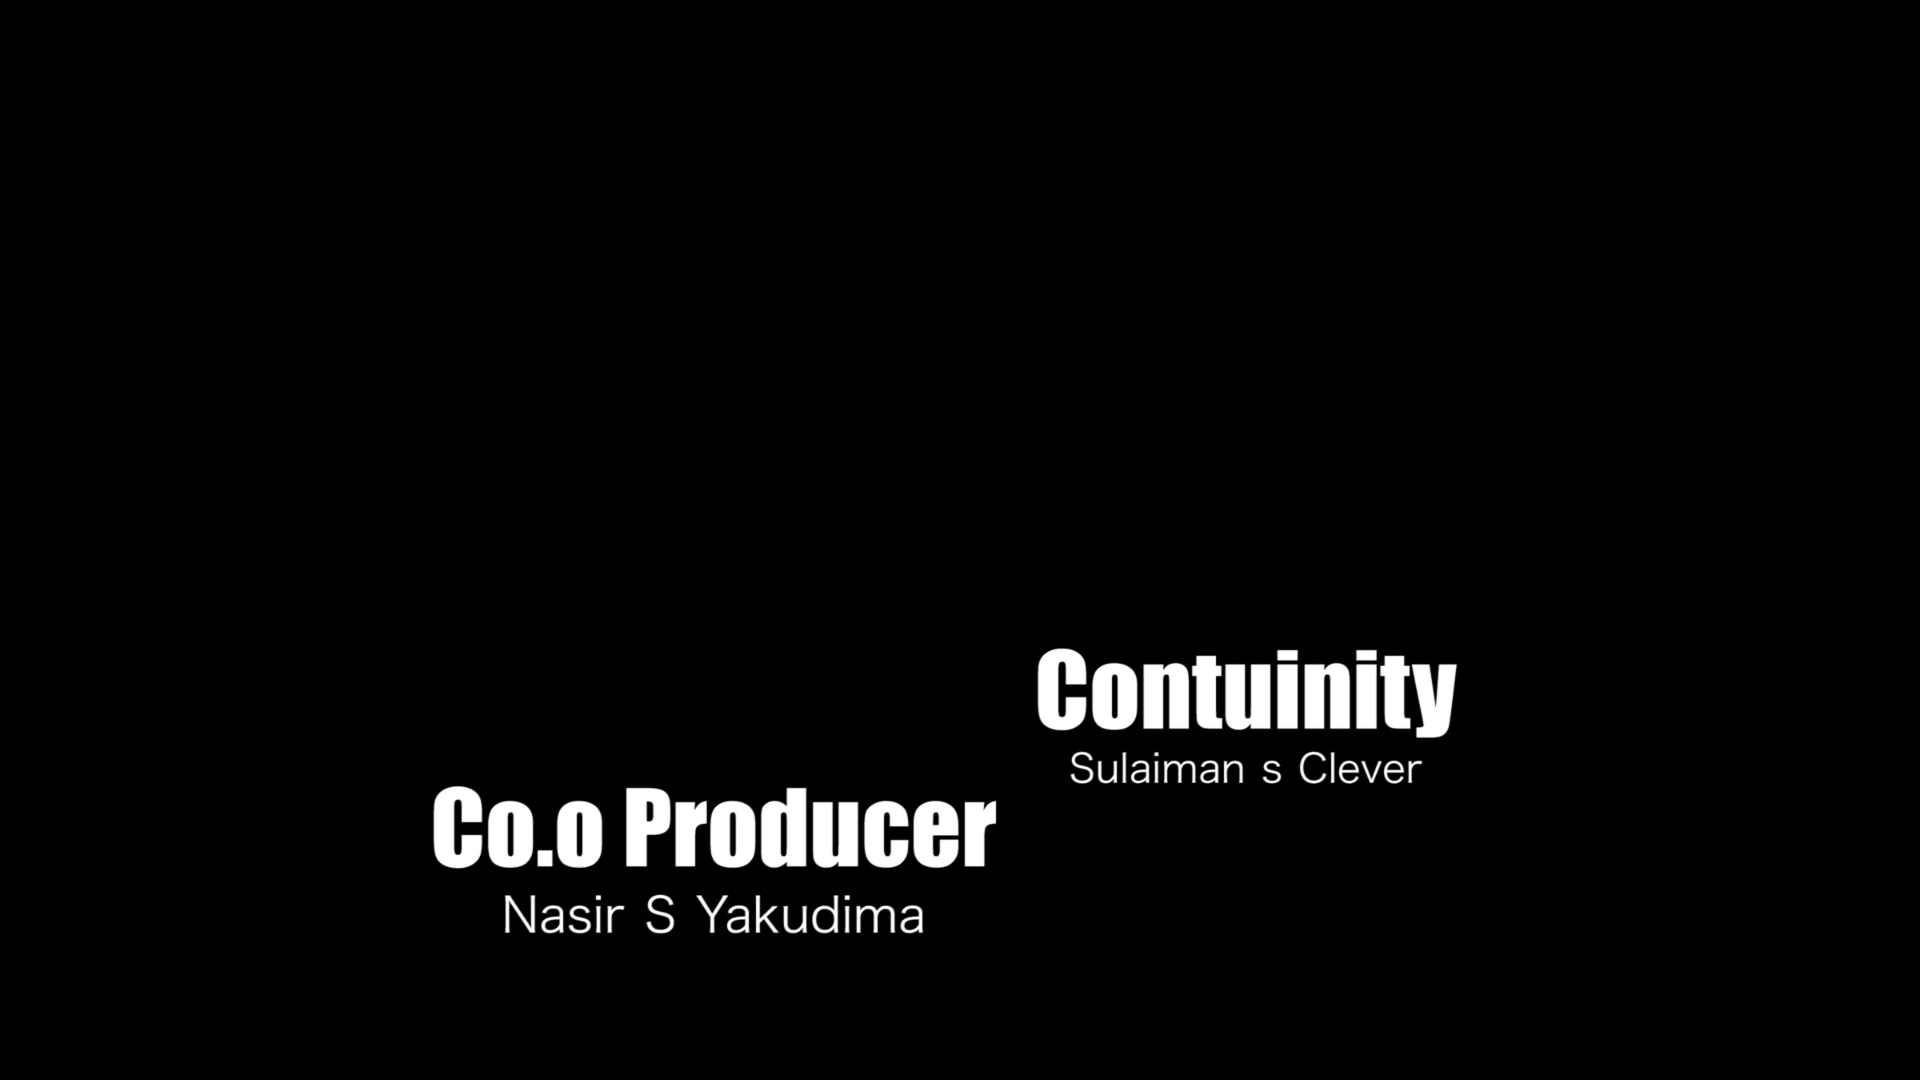 Contuinity
Sulaiman s Clever
Co.o Producer
Nasir S Yakudima